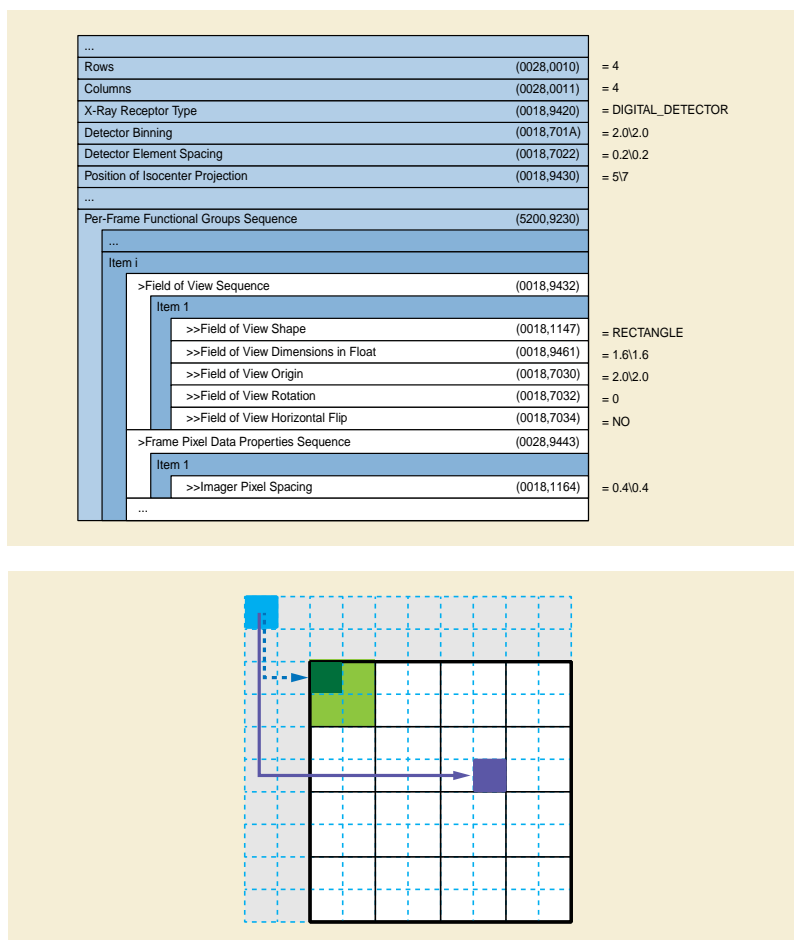 ...
Rows (0028,0010) = 4
Columns (0028,0011) = 4
X-Ray Receptor Type (0018,9420) = DIGITAL_DETECTOR
Detector Binning (0018,701A) = 2.0\2.0
Detector Element Spacing (0018,7022) = 0.2\0.2
Position of Isocenter Projection (0018,9430) = 5\7
...
Per-Frame Functional Groups Sequence (5200,9230)
...
Item i
>Field of View Sequence (0018,9432)
Item 1
>>Field of View Shape (0018,1147) = RECTANGLE
>>Field of View Dimensions in Float (0018,9461) = 1.6\1.6
>>Field of View Origin (0018,7030) = 2.0\2.0
>>Field of View Rotation (0018,7032) = 0
>>Field of View Horizontal Flip (0018,7034) = NO
>Frame Pixel Data Properties Sequence (0028,9443)
Item 1
>>Imager Pixel Spacing (0018,1164) = 0.4\0.4
...